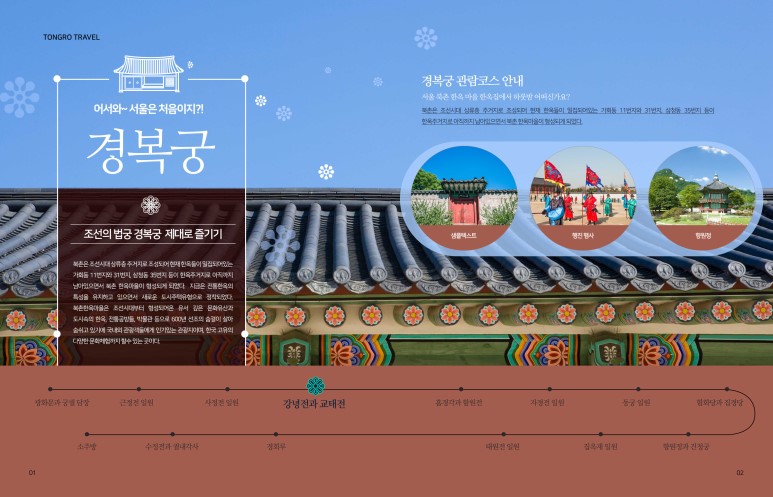 TONGRO TRAVEL
어서와~ 서울은 처음이지?!
경복궁
조선의 법궁 경복궁 제대로 즐기기
북촌은 조선시대 상류층 주거지로 조성되어 현재 한옥들이 밀집되어있는
가회동 11번지와 31번지, 삼청동 35번지 등이 한옥주거지로 아직까지
남아있으면서 북촌 한옥마을이 형성되게 되었다. 지금은 전통한옥의
특성을 유지하고 있으면서 새로운 도시주택유형으로 정착되었다.
북촌한옥마을은 조선시대부터 형성되어온 유서 깊은 문화유산과
도시속의 한옥, 전통공방들, 박물관 등으로 600년 선조의 숨결이 살아
숨쉬고 있기에 국내외 관광객들에게 인기있는 관광지이며, 한국 고유의
다양한 문화체험까지 할수 있는 곳이다.
경복궁 관람코스 안내
서울 북촌 한옥 마을 한옥집에서 하룻밤 어떠신가요?
북촌은 조선시대 상류층 주거지로 조성되어 현재 한옥들이 밀집되어있는 가회동 11번지와 31번지, 삼청동 35번지 등이
한옥주거지로 아직까지 남아있으면서 북촌 한옥마을이 형성되게 되었다.
샘플텍스트
행진 행사
향원정
광화문과 궁궐 담장
근정전 일원
사정전 일원
강녕전과 교태전
흠경각과 함원전
자경전 일원
동궁 일원
함화당과 집경당
소주방
수정전과 궐내각사
경회루
태원전 일원
집옥재 일원
향원정과 건청궁
01
02